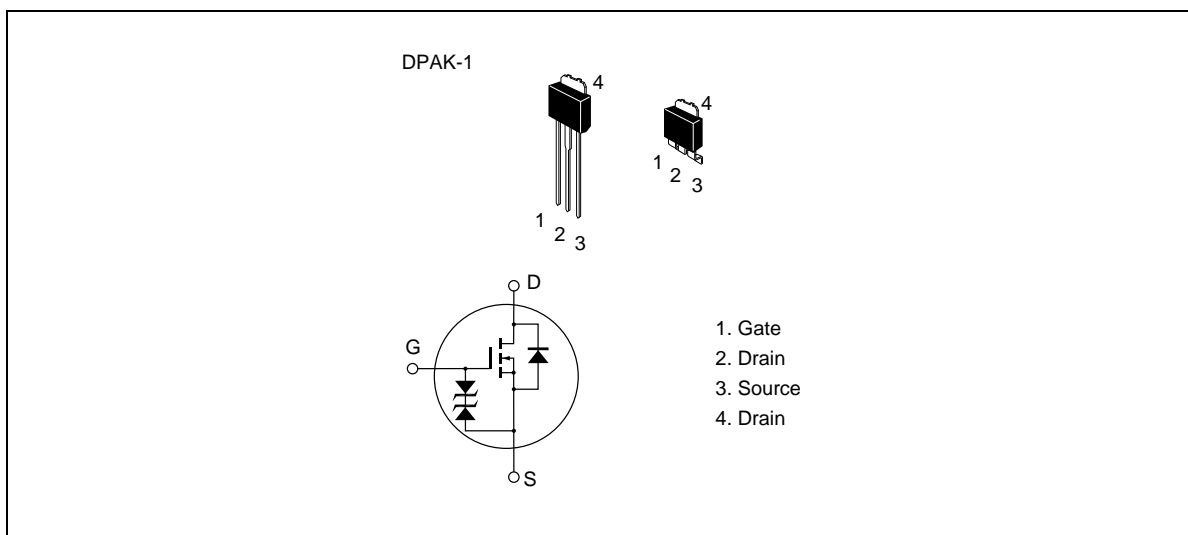 DPAK-1
4
4
1
2
3
1
2
3
D
G
S
1. Gate
2. Drain
3. Source
4. Drain